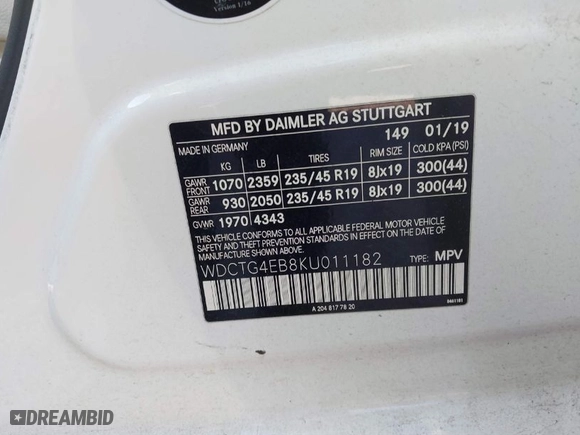 Version 1/16
MFD BY DAIMLER AG STUTTGART
149 01/19
MADE IN GERMANY
KG LB TIRES RIM SIZE COLD KPA (PSI)
GAWR FRONT 1070 2359 235/45 R19 8Jx19 300(44)
GAWR REAR 930 2050 235/45 R19 8Jx19 300(44)
GVWR 1970 4343
THIS VEHICLE CONFORMS TO ALL APPLICABLE FEDERAL MOTOR VEHICLE
SAFETY AND THEFT PREVENTION STANDARDS IN EFFECT ON THE DATE OF
MANUFACTURE SHOWN ABOVE.
WDCTG4EB8KU011182 TYPE: MPV
A 204 817 78 20
DREAMBID